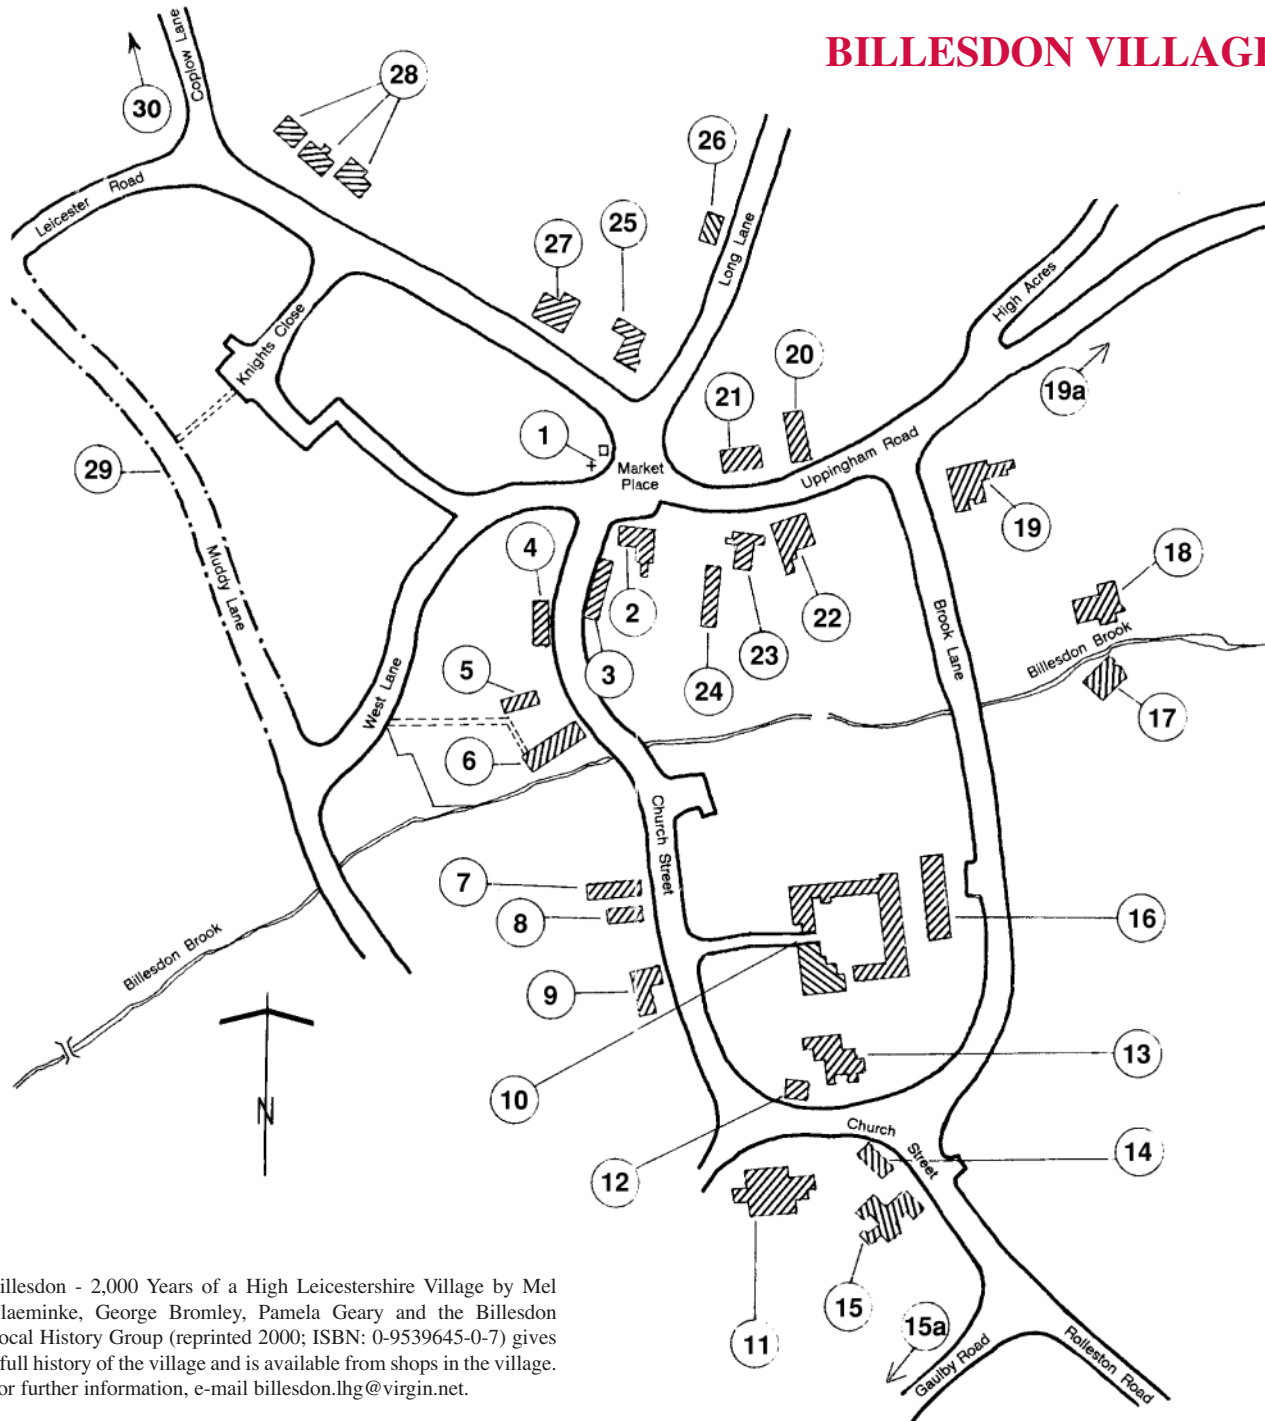 BILLESDON VILLAGE
Coplow Lane
30
28
26
Leicester Road
25
27
Long Lane
High Acres
Knights Close
20
19a
21
1
Market
Place
Uppingham Road
29
19
4
2
22
18
Muddy Lane
23
Brook Lane
Billesdon Brook
3
24
5
West Lane
17
6
Church Street
7
8
16
Billesdon Brook
9
13
10
N
Church Street
14
12
15
11
15a
Gaulby Road
Rolleston Road
illesdon - 2,000 Years of a High Leicestershire Village by Mel
laeminke, George Bromley, Pamela Geary and the Billesdon
ocal History Group (reprinted 2000; ISBN: 0-9539645-0-7) gives
full history of the village and is available from shops in the village.
or further information, e-mail billesdon.lhg@virgin.net.